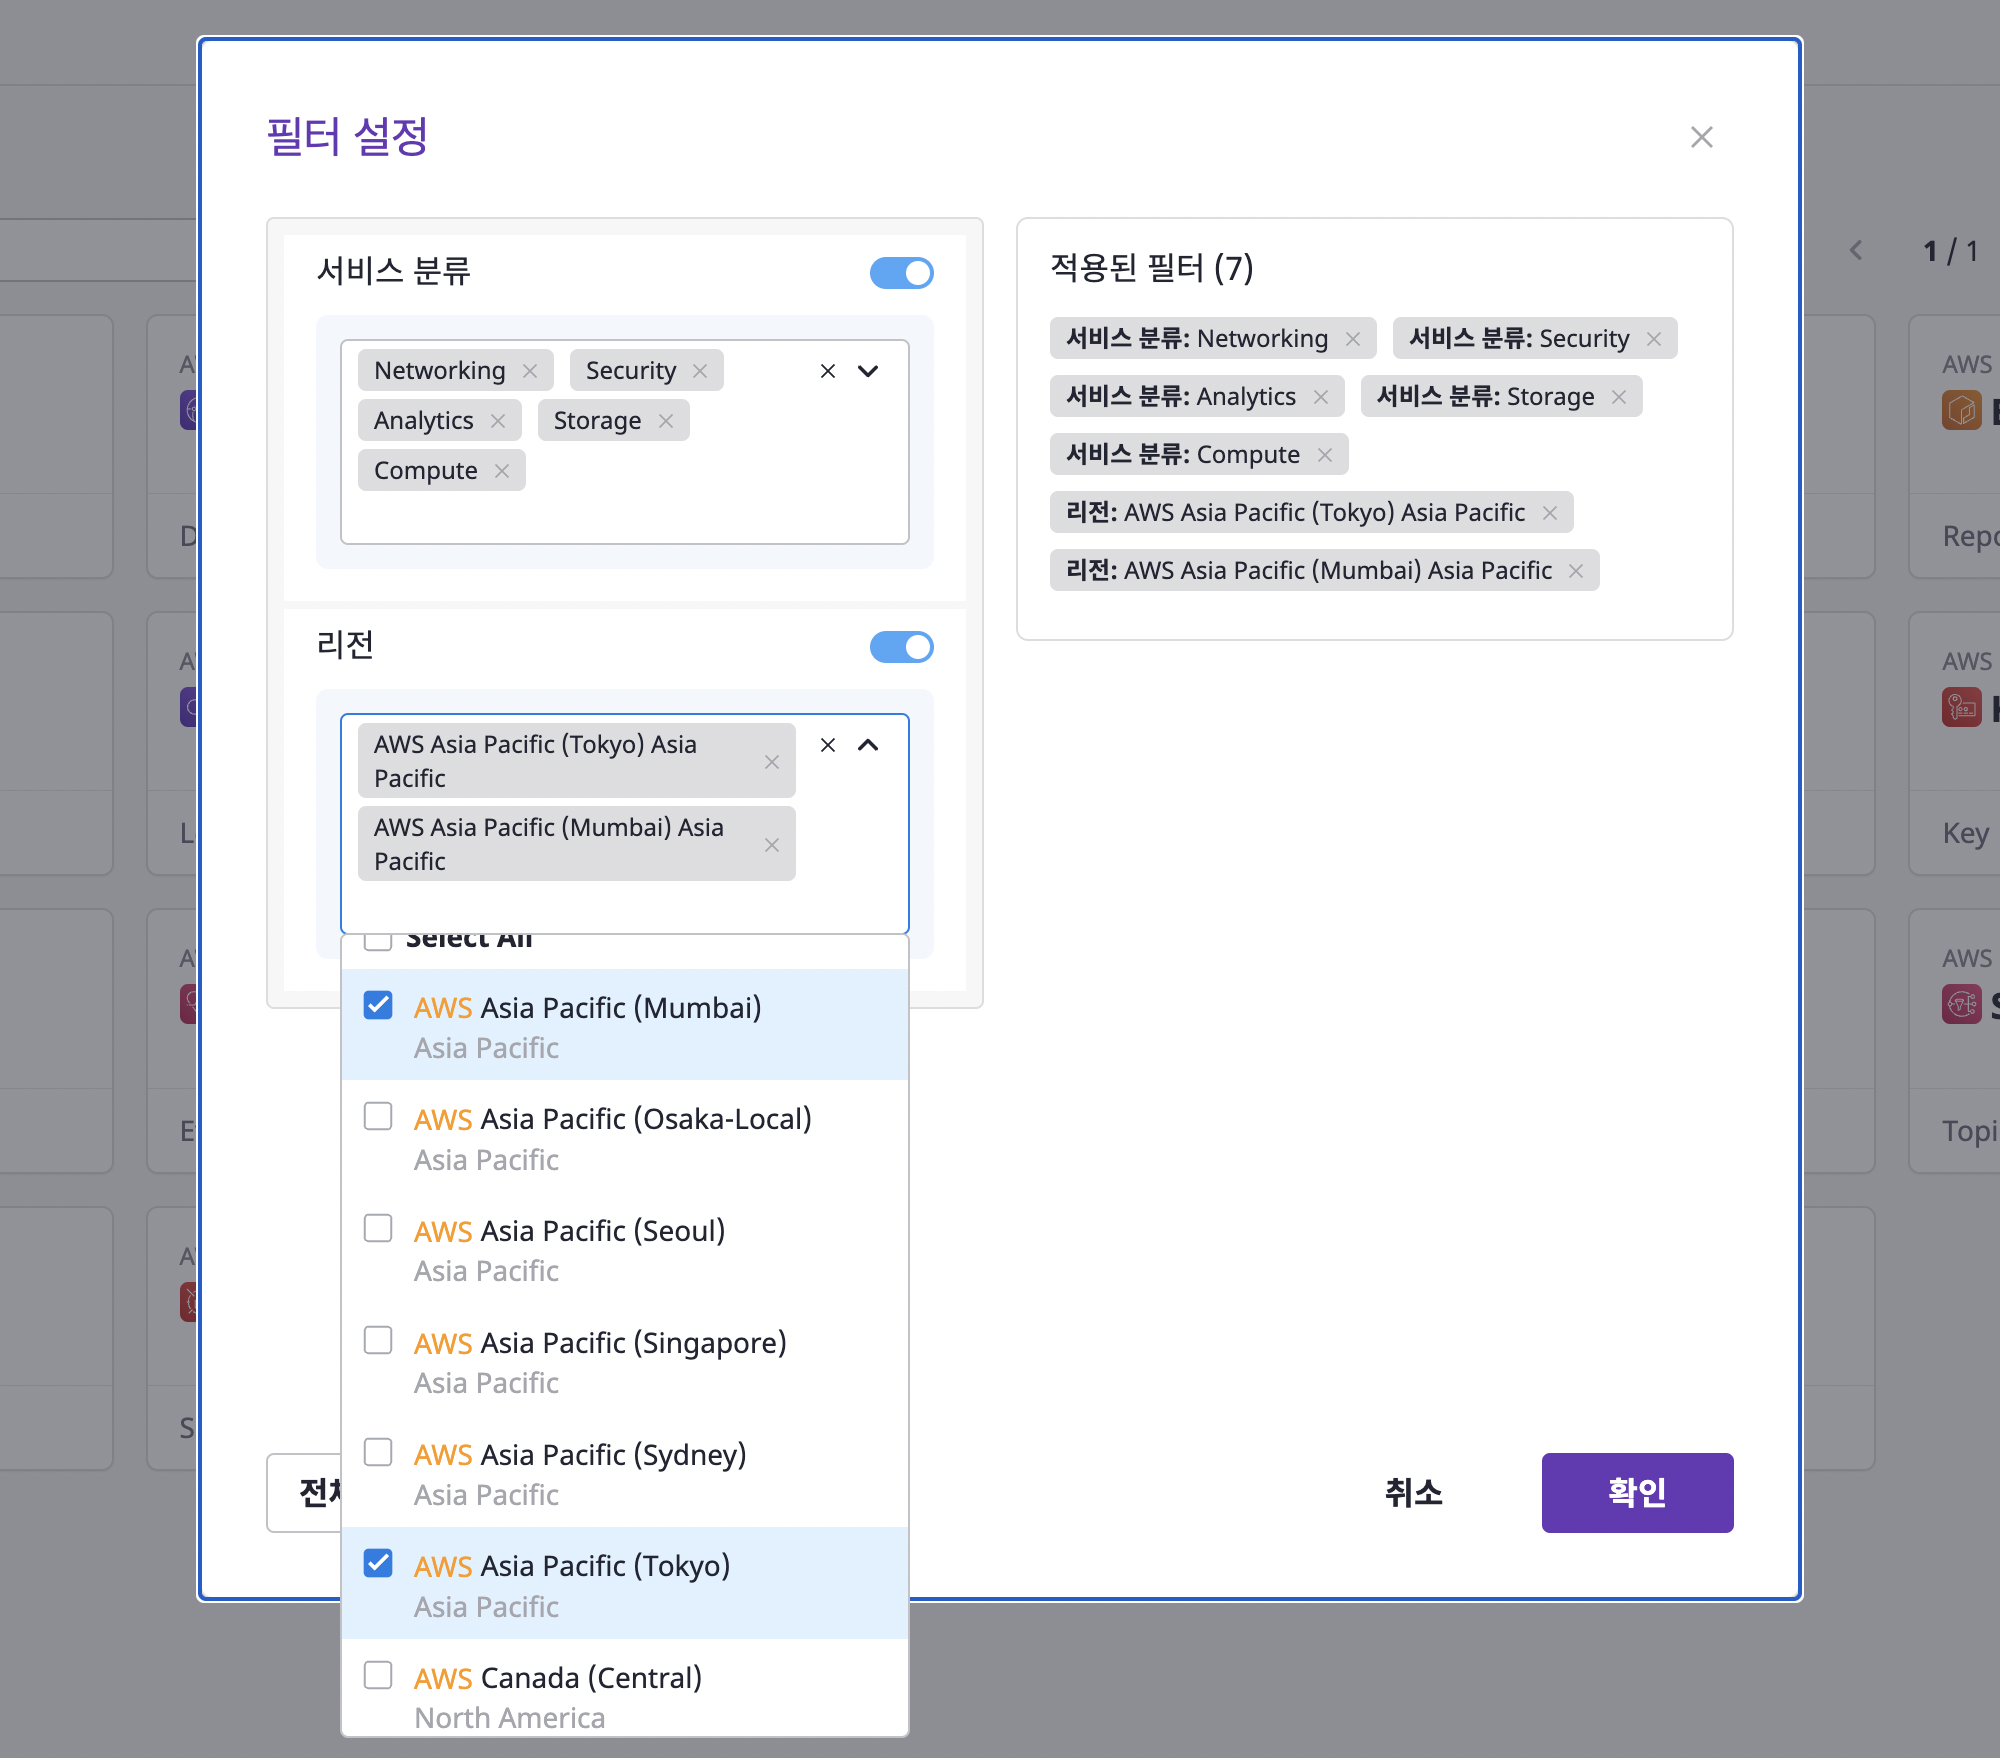 필터 설정
서비스 분류
Networking
Security
Analytics
Storage
Compute
리전
AWS Asia Pacific (Tokyo) Asia
Pacific
AWS Asia Pacific (Mumbai) Asia
Pacific
Select All
AWS Asia Pacific (Mumbai)
Asia Pacific
AWS Asia Pacific (Osaka-Local)
Asia Pacific
AWS Asia Pacific (Seoul)
Asia Pacific
AWS Asia Pacific (Singapore)
Asia Pacific
AWS Asia Pacific (Sydney)
Asia Pacific
AWS Asia Pacific (Tokyo)
Asia Pacific
AWS Canada (Central)
North America
적용된 필터 (7)
서비스 분류: Networking
서비스 분류: Security
서비스 분류: Analytics
서비스 분류: Storage
서비스 분류: Compute
리전: AWS Asia Pacific (Tokyo) Asia Pacific
리전: AWS Asia Pacific (Mumbai) Asia Pacific
취소
확인
1 / 1
AWS
AWS
Key
AWS